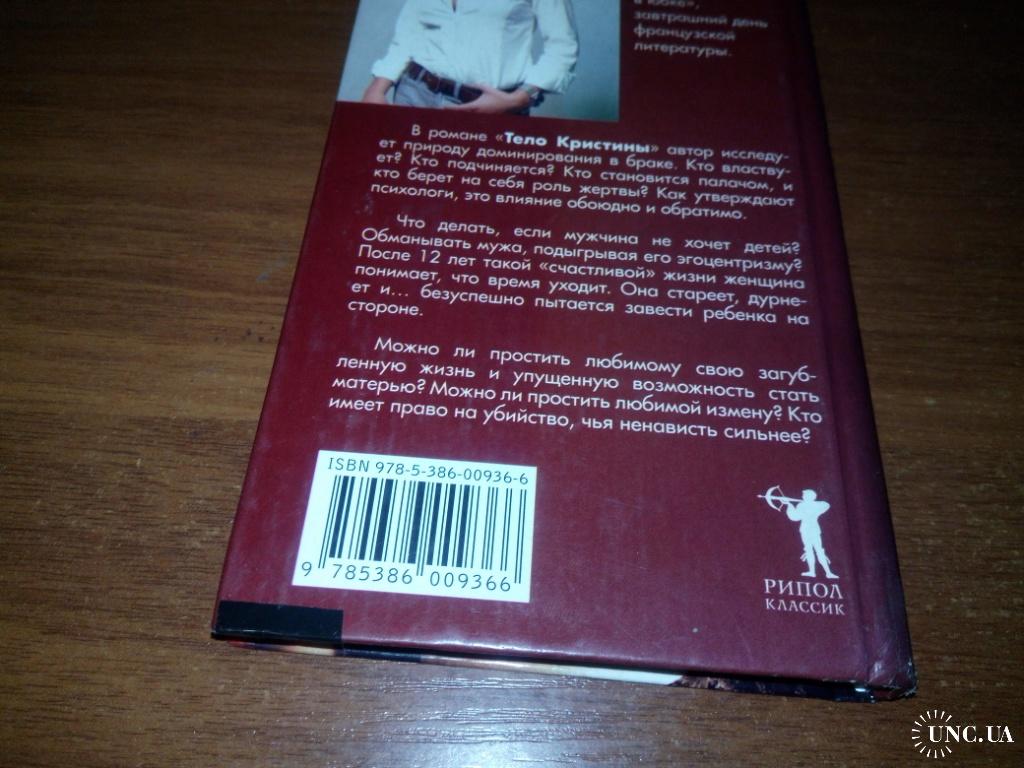 в юбке»,
завтрашний день
французской
литературы.
В романе «Тело Кристины» автор исследу-
ет природу доминирования в браке. Кто властву-
ет? Кто подчиняется? Кто становится палачом, и
кто берет на себя роль жертвы? Как утверждают
психологи, это влияние обоюдно и обратимо.
Что делать, если мужчина не хочет детей?
Обманывать мужа, подыгрывая его эгоцентризму?
После 12 лет такой «счастливой» жизни женщина
понимает, что время уходит. Она стареет, дурне-
ет и... безуспешно пытается завести ребенка на
стороне.
Можно ли простить любимому свою загуб-
ленную жизнь и упущенную возможность стать
матерью? Можно ли простить любимой измену? Кто
имеет право на убийство, чья ненависть сильнее?
ISBN 978-5-386-00936-6
9 785386 009366
РИПОЛ
КЛАССИК
UNC.UA